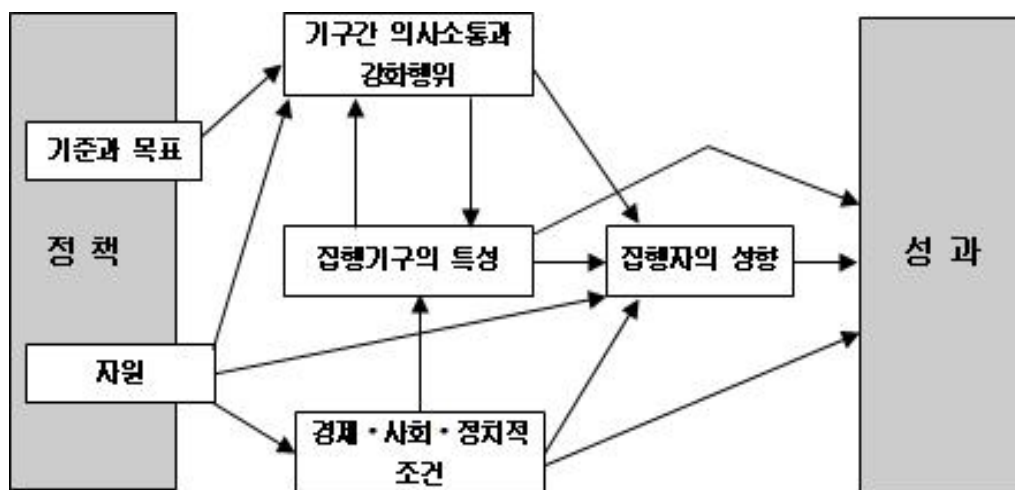 기구간 의사소통과
강화행위
기준과 목표
정 책
집행기구의 특성
집행자의 성향
성 과
자원
경제·사회·정치적
조건